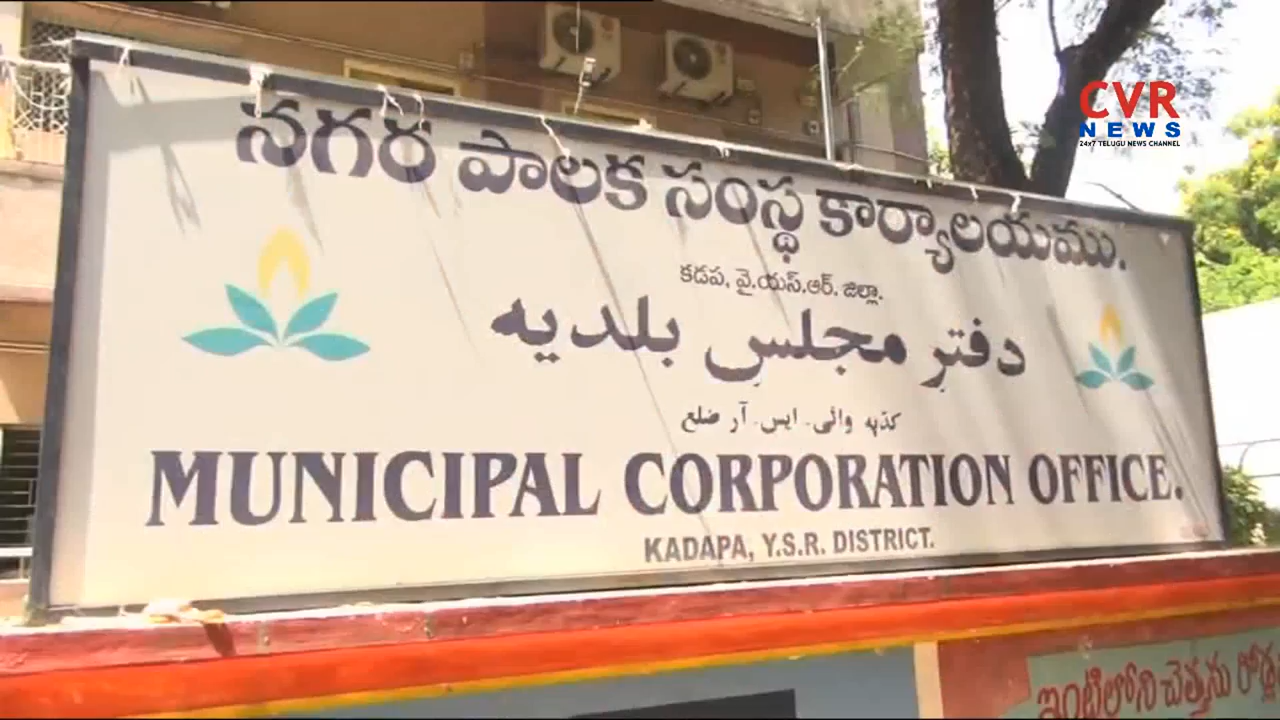 CVR
NEWS
24x7 TELUGU NEWS CHANNEL
నగర పాలక సంస్థ కార్యాలయము.
కడప, వై.యస్.ఆర్. జిల్లా.
دفترِ مجلسِ بلدیہ
کڈپہ وائی۔ ایس۔ آر ضلع
MUNICIPAL CORPORATION OFFICE.
KADAPA, Y.S.R. DISTRICT.
ఇంటిలోని చెత్తను